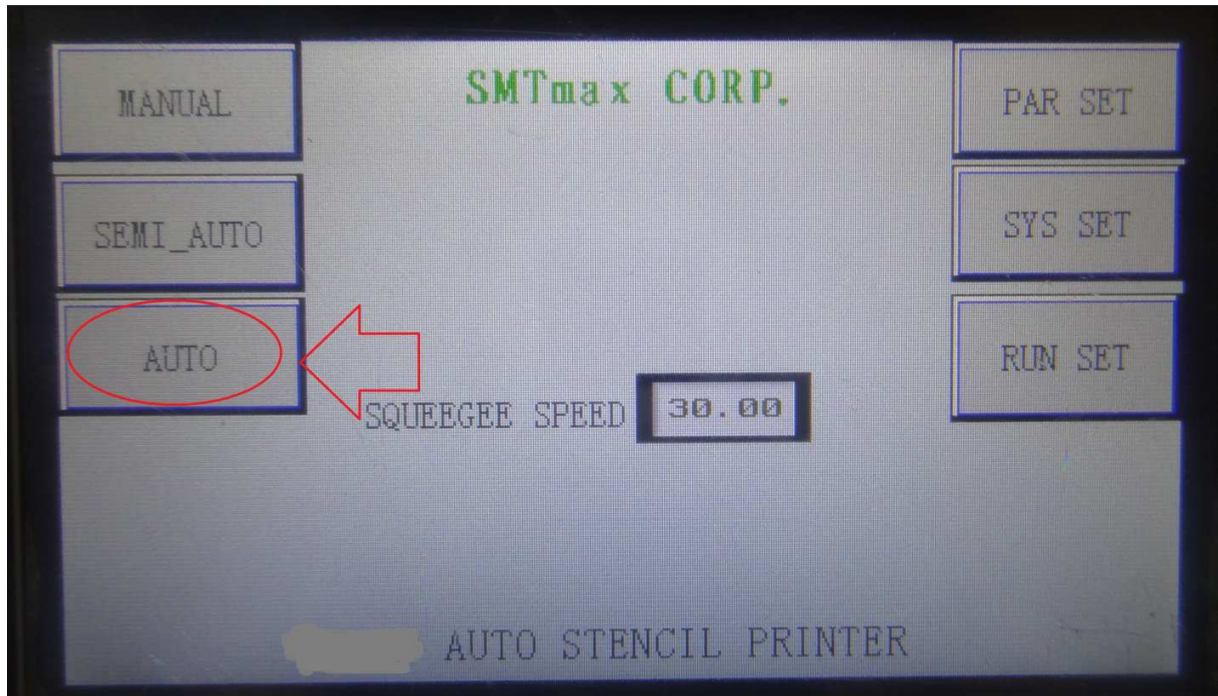 SMTmax CORP.
MANUAL
PAR SET
SEMI_AUTO
SYS SET
AUTO
RUN SET
SQUEEGEE SPEED 30.00
AUTO STENCIL PRINTER